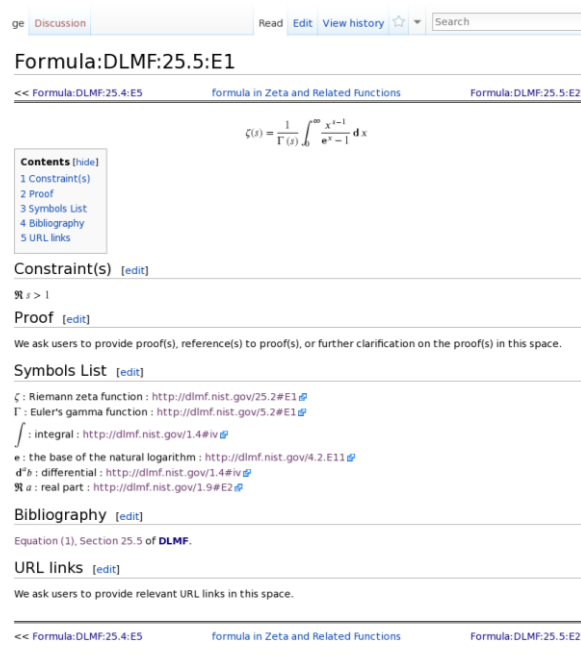 ge Discussion Read Edit View history Search
Formula:DLMF:25.5:E1
<< Formula:DLMF:25.4:E5 formula in Zeta and Related Functions Formula:DLMF:25.5:E2
ζ(s) = 1/Γ(s) ∫₀^∞ x^{s−1}/(e^x − 1) dx
Contents [hide]
1 Constraint(s)
2 Proof
3 Symbols List
4 Bibliography
5 URL links
Constraint(s) [edit]
ℜ s > 1
Proof [edit]
We ask users to provide proof(s), reference(s) to proof(s), or further clarification on the proof(s) in this space.
Symbols List [edit]
ζ : Riemann zeta function : http://dlmf.nist.gov/25.2#E1
Γ : Euler's gamma function : http://dlmf.nist.gov/5.2#E1
∫ : integral : http://dlmf.nist.gov/1.4#iv
e : the base of the natural logarithm : http://dlmf.nist.gov/4.2.E11
dᵃb : differential : http://dlmf.nist.gov/1.4#iv
ℜ a : real part : http://dlmf.nist.gov/1.9#E2
Bibliography [edit]
Equation (1), Section 25.5 of DLMF.
URL links [edit]
We ask users to provide relevant URL links in this space.
<< Formula:DLMF:25.4:E5 formula in Zeta and Related Functions Formula:DLMF:25.5:E2